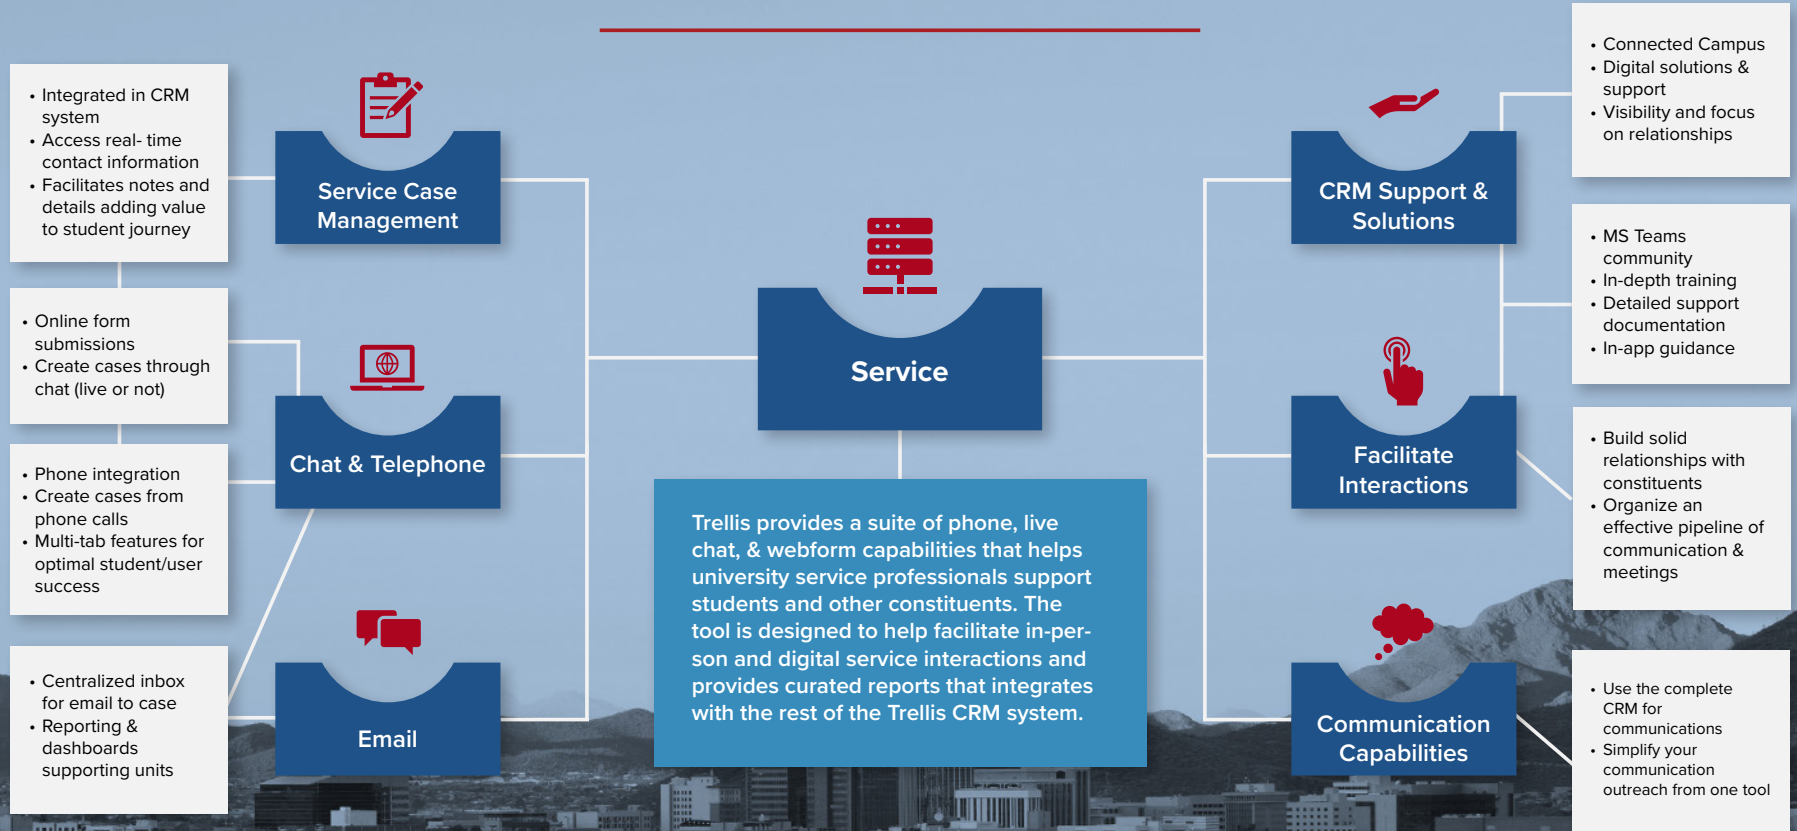 • Integrated in CRM
system
• Access real- time
contact information
• Facilitates notes and
details adding value
to student journey
Service Case
Management
• Online form
submissions
• Create cases through
chat (live or not)
Chat & Telephone
• Phone integration
• Create cases from
phone calls
• Multi-tab features for
optimal student/user
success
• Centralized inbox
for email to case
• Reporting &
dashboards
supporting units
Email
Service
Trellis provides a suite of phone, live
chat, & webform capabilities that helps
university service professionals support
students and other constituents. The
tool is designed to help facilitate in-per-
son and digital service interactions and
provides curated reports that integrates
with the rest of the Trellis CRM system.
CRM Support &
Solutions
• Connected Campus
• Digital solutions &
support
• Visibility and focus
on relationships
• MS Teams
community
• In-depth training
• Detailed support
documentation
• In-app guidance
Facilitate
Interactions
• Build solid
relationships with
constituents
• Organize an
effective pipeline of
communication &
meetings
Communication
Capabilities
• Use the complete
CRM for
communications
• Simplify your
communication
outreach from one tool